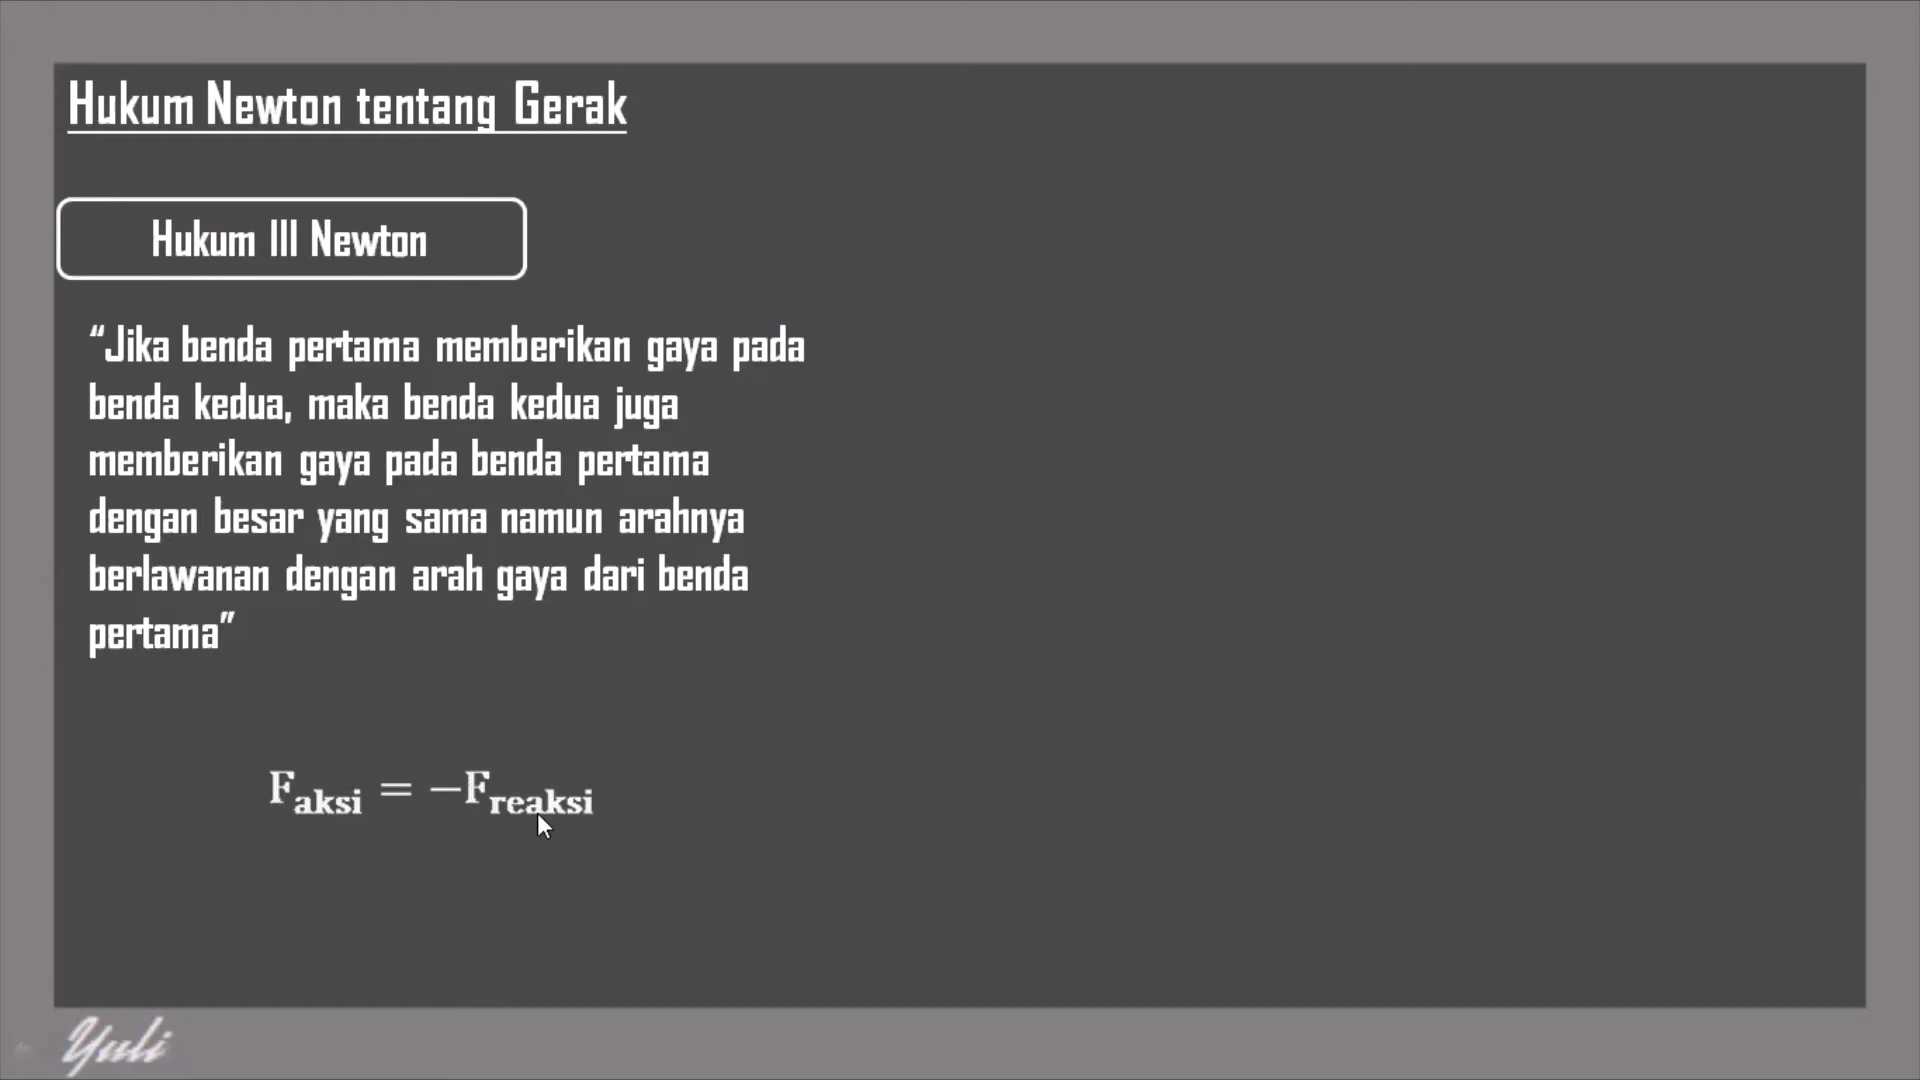 Hukum Newton tentang Gerak
Hukum III Newton
“Jika benda pertama memberikan gaya pada
benda kedua, maka benda kedua juga
memberikan gaya pada benda pertama
dengan besar yang sama namun arahnya
berlawanan dengan arah gaya dari benda
pertama”
F_aksi = −F_reaksi
Yuli